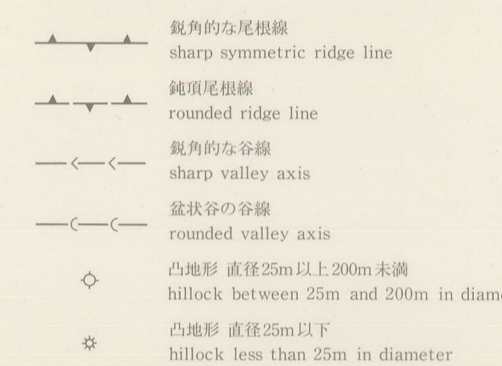 鋭角的な尾根線
sharp symmetric ridge line
鈍頂尾根線
rounded ridge line
鋭角的な谷線
sharp valley axis
盆状谷の谷線
rounded valley axis
凸地形 直径25m以上200m未満
hillock between 25m and 200m in diame
凸地形 直径25m以下
hillock less than 25m in diameter